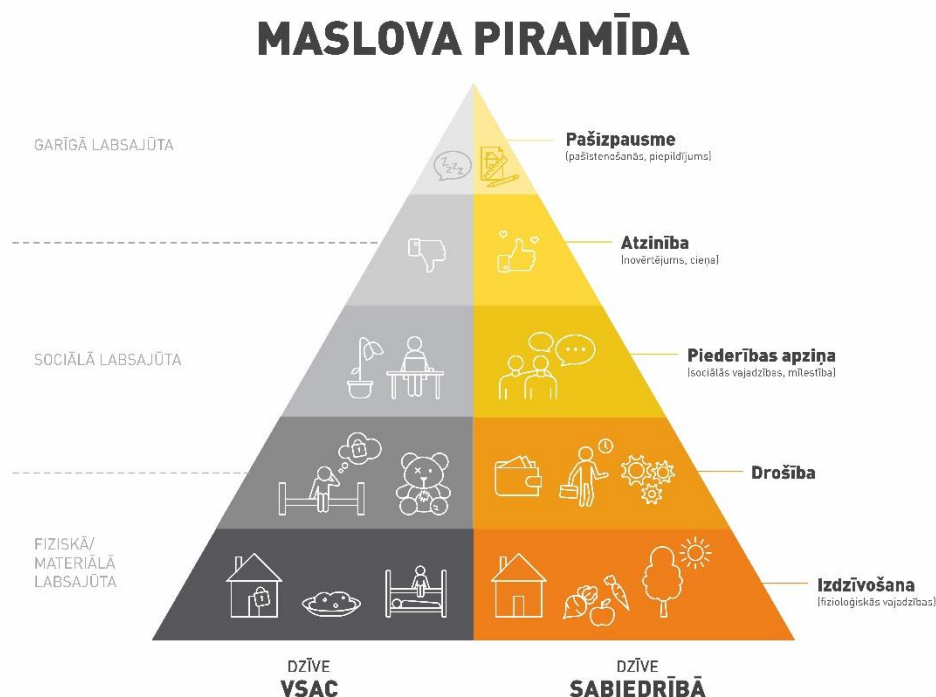 MASLOVA PIRAMĪDA
GARĪGĀ LABSAJŪTA
Pašizpausme
(pašīstenošanās, piepildījums)
zzzz
Atzinība
(novērtējums, cieņa)
SOCIĀLĀ LABSAJŪTA
Piederības apziņa
(sociālās vajadzības, mīlestība)
Drošība
FIZISKĀ/
MATERIĀLĀ
LABSAJŪTA
Izdzīvošana
(fizioloģiskās vajadzības)
DZĪVE
VSAC
DZĪVE
SABIEDRĪBĀ